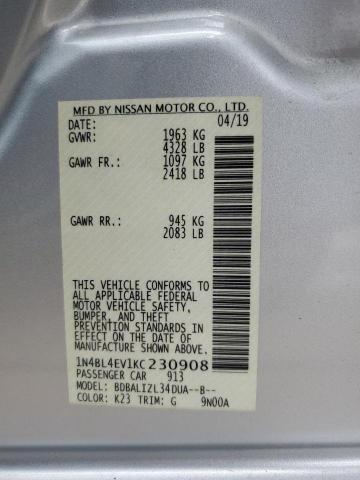 MFD BY NISSAN MOTOR CO., LTD.
DATE: 04/19
GVWR: 1963 KG
4328 LB
GAWR FR.: 1097 KG
2418 LB
GAWR RR.: 945 KG
2083 LB
THIS VEHICLE CONFORMS TO
ALL APPLICABLE FEDERAL
MOTOR VEHICLE SAFETY,
BUMPER, AND THEFT
PREVENTION STANDARDS
IN EFFECT ON THE DATE OF
MANUFACTURE SHOWN ABOVE.
1N4BL4EV1KC230908
PASSENGER CAR 913
MODEL: BDBALIZL34DUA--B--
COLOR: K23 TRIM: G 9N00A